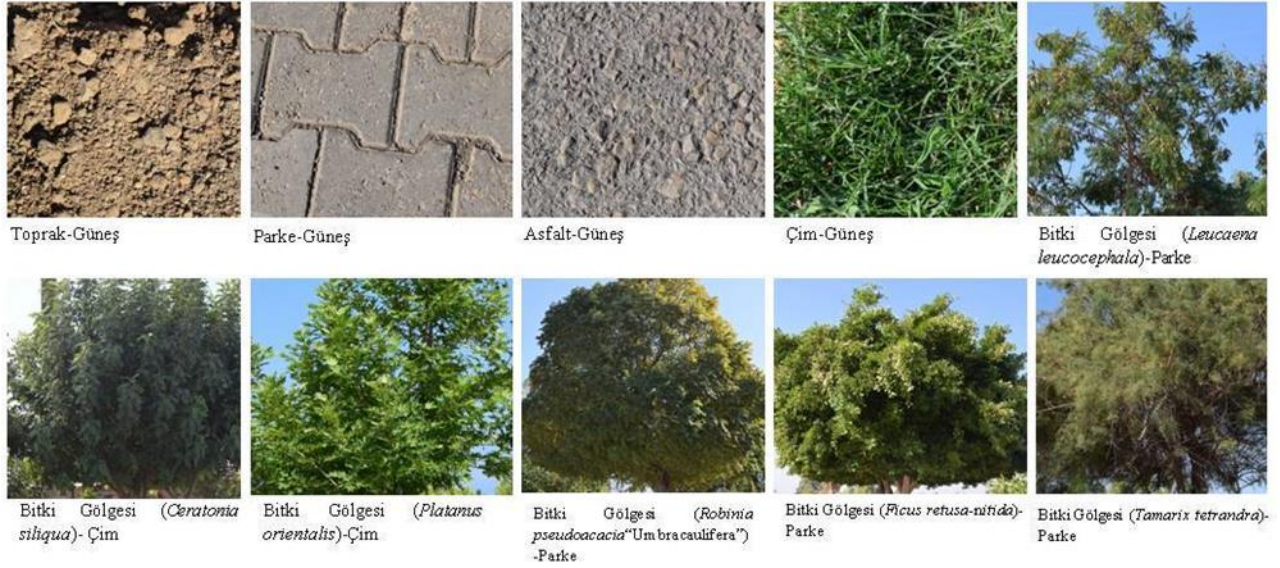 Toprak-Güneş
Parke-Güneş
Asfalt-Güneş
Çim-Güneş
Bitki Gölgesi (Leucaena
leucocephala)-Parke
Bitki Gölgesi (Ceratonia
siliqua)- Çim
Bitki Gölgesi (Platanus
orientalis)-Çim
Bitki Gölgesi (Robinia
pseudoacacia“Umbracaulifera”)
-Parke
Bitki Gölgesi (Ficus retusa-nitida)-
Parke
Bitki Gölgesi (Tamarix tetrandra)-
Parke